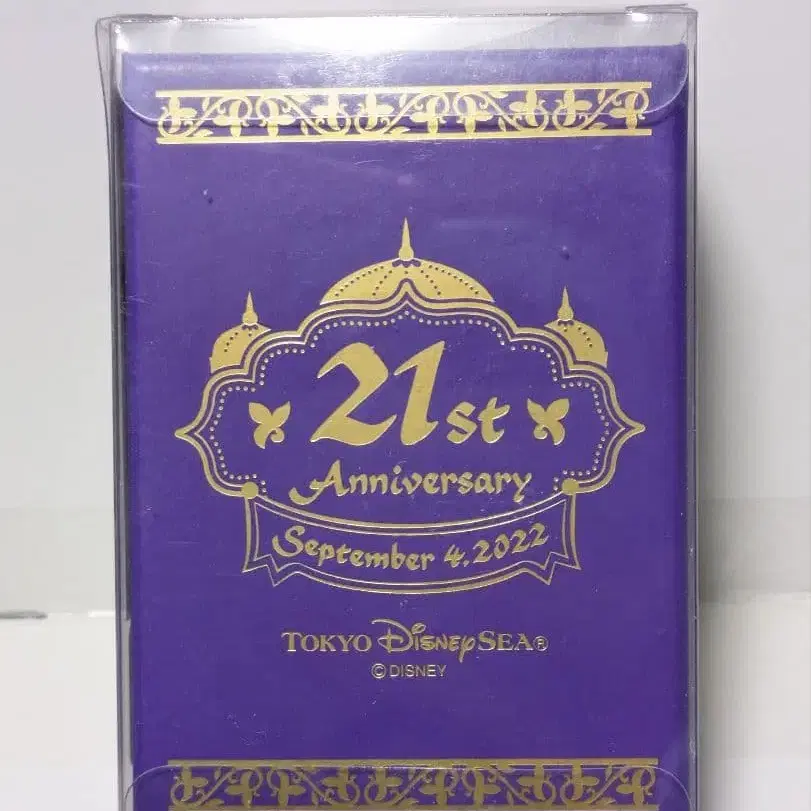 21st
Anniversary
September 4.2022
TOKYO DISNEYSEA®
©DISNEY